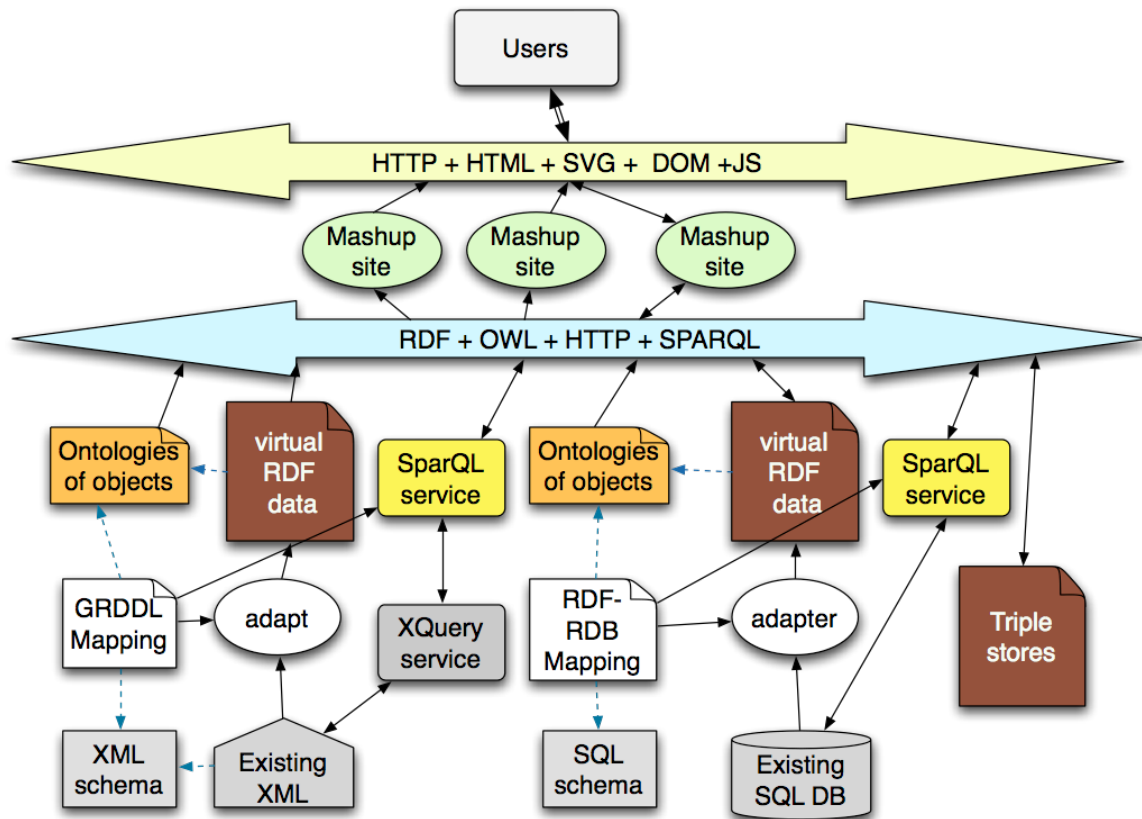 Users
HTTP + HTML + SVG + DOM +JS
Mashup
site
Mashup
site
Mashup
site
RDF + OWL + HTTP + SPARQL
Ontologies
of objects
virtual
RDF
data
SparQL
service
Ontologies
of objects
virtual
RDF
data
SparQL
service
GRDDL
Mapping
adapt
XQuery
service
RDF-
RDB
Mapping
adapter
Triple
stores
XML
schema
Existing
XML
SQL
schema
Existing
SQL DB